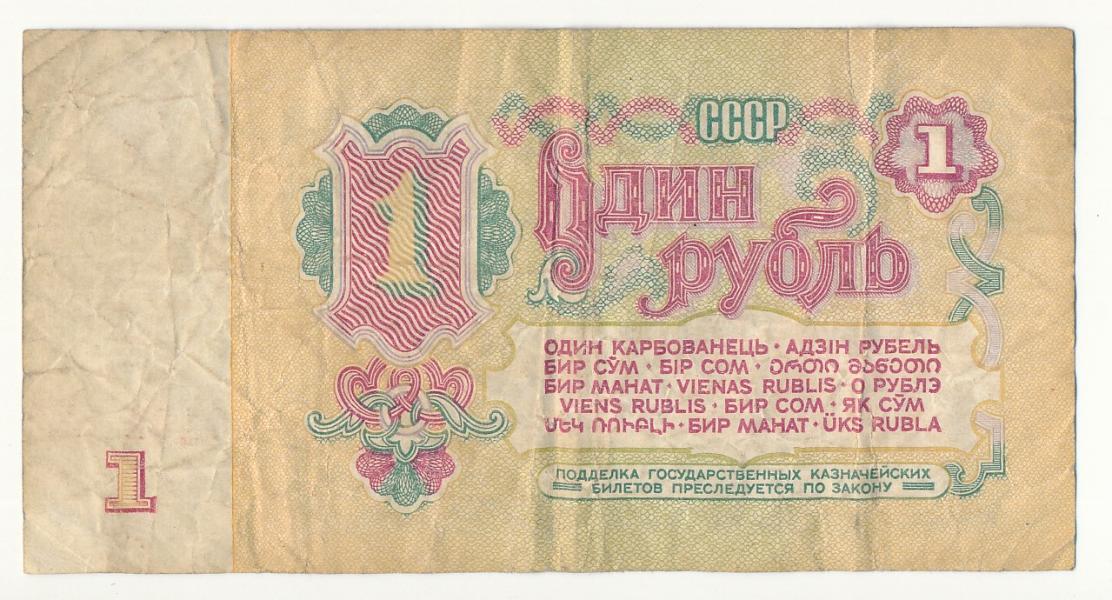 СССР
1
1
Один
рубль
ОДИН КАРБОВАНЕЦЬ · АДЗІН РУБЕЛЬ
БИР СЎМ · БІР СОМ · ᲔᲠᲗᲘ ᲛᲐᲜᲔᲗᲘ
БИР МАНАТ · VIENAS RUBLIS · О РУБЛЭ
VIENS RUBLIS · БИР СОМ · ЯК СӮМ
ՄԵԿ ՌՈՒԲԼԻ · БИР МАНАТ · ÜKS RUBLA
ПОДДЕЛКА ГОСУДАРСТВЕННЫХ КАЗНАЧЕЙСКИХ
БИЛЕТОВ ПРЕСЛЕДУЕТСЯ ПО ЗАКОНУ
1